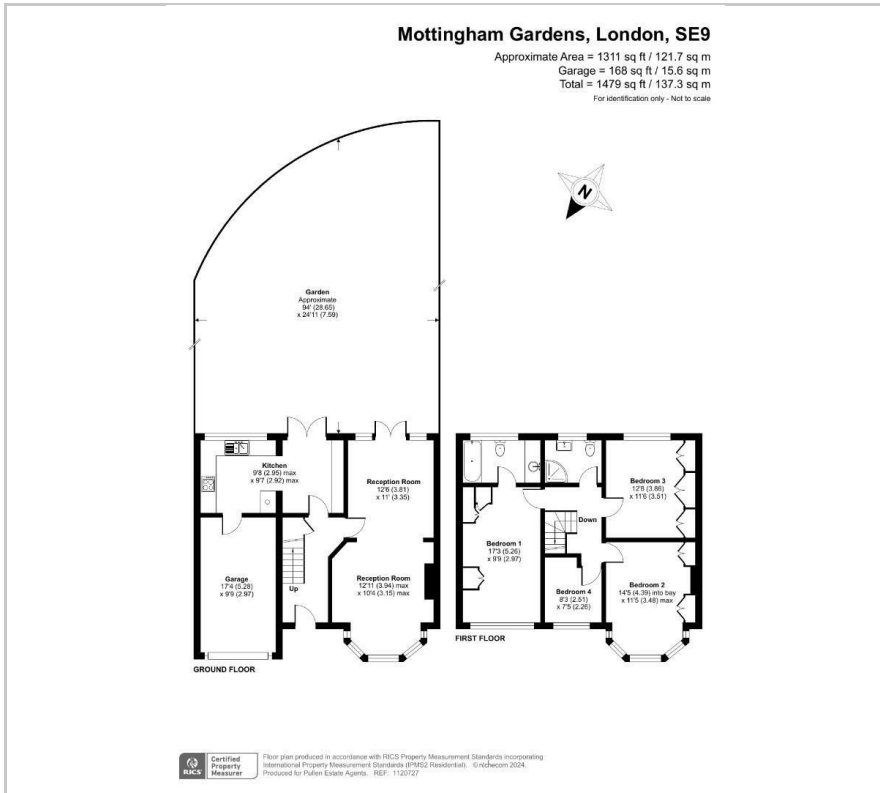 Mottingham Gardens, London, SE9
Approximate Area = 1311 sq ft / 121.7 sq m
Garage = 168 sq ft / 15.6 sq m
Total = 1479 sq ft / 137.3 sq m
For identification only - Not to scale
N
Garden
Approximate
94' (28.65)
x 24'11 (7.59)
Kitchen
9'8 (2.95) max
x 9'7 (2.92) max
Reception Room
12'6 (3.81)
x 11' (3.35)
Garage
17'4 (5.28)
x 9'9 (2.97)
Up
Reception Room
12'11 (3.94) max
x 10'4 (3.15) max
GROUND FLOOR
Bedroom 3
12'8 (3.86)
x 11'6 (3.51)
Down
Bedroom 1
17'3 (5.26)
x 9'9 (2.97)
Bedroom 4
8'3 (2.51)
x 7'5 (2.26)
Bedroom 2
14'5 (4.39) into bay
x 11'5 (3.48) max
FIRST FLOOR
RICS
Certified
Property
Measurer
Floor plan produced in accordance with RICS Property Measurement Standards incorporating
International Property Measurement Standards (IPMS2 Residential). © nichecom 2024.
Produced for Pollen Estate Agents. REF: 1120727